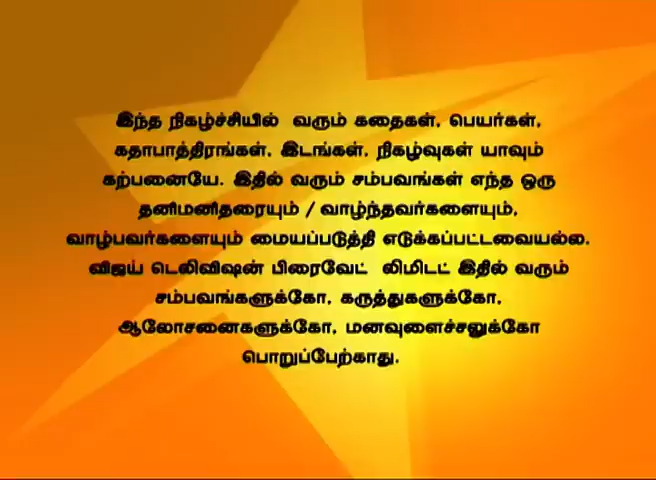 இந்த நிகழ்ச்சியில் வரும் கதைகள், பெயர்கள்,
கதாபாத்திரங்கள், இடங்கள், நிகழ்வுகள் யாவும்
கற்பனையே. இதில் வரும் சம்பவங்கள் எந்த ஒரு
தனிமனிதரையும் / வாழ்ந்தவர்களையும்,
வாழ்பவர்களையும் மையப்படுத்தி எடுக்கப்பட்டவையல்ல.
விஜய் டெலிவிஷன் பிரைவேட் லிமிடட் இதில் வரும்
சம்பவங்களுக்கோ, கருத்துகளுக்கோ,
ஆலோசனைகளுக்கோ, மனவுளைச்சலுக்கோ
பொறுப்பேற்காது.